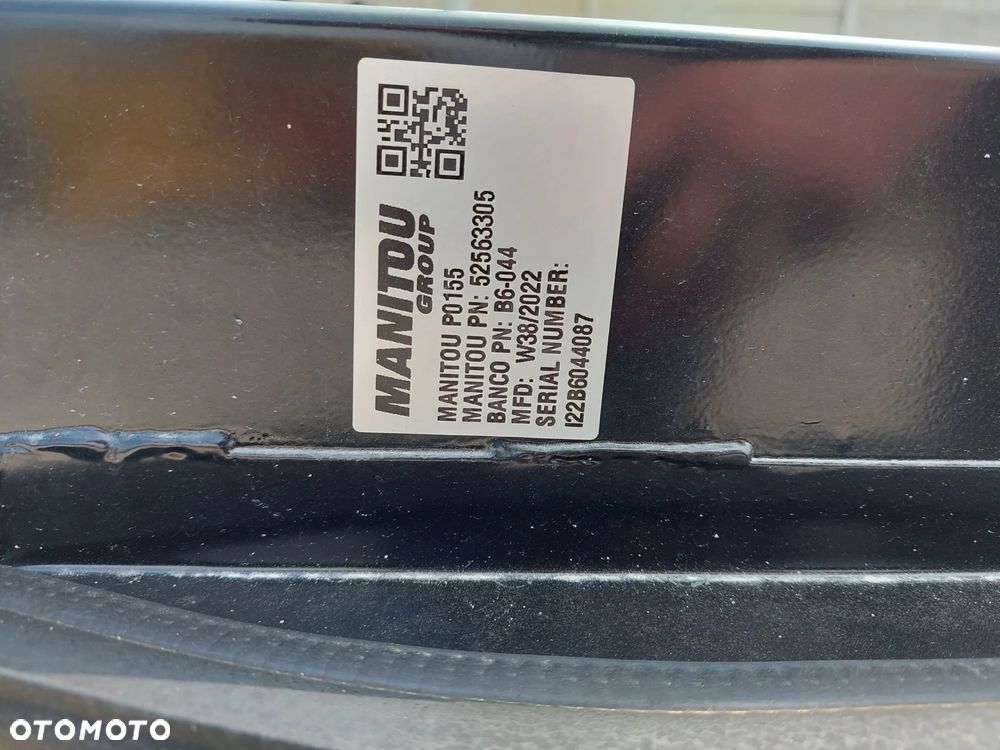 MANITOU
GROUP
MANITOU P0155
MANITOU PN: 52563305
BANCO PN: B6-044
MFD: W38/2022
SERIAL NUMBER:
I22B6044087
OTOMOTO